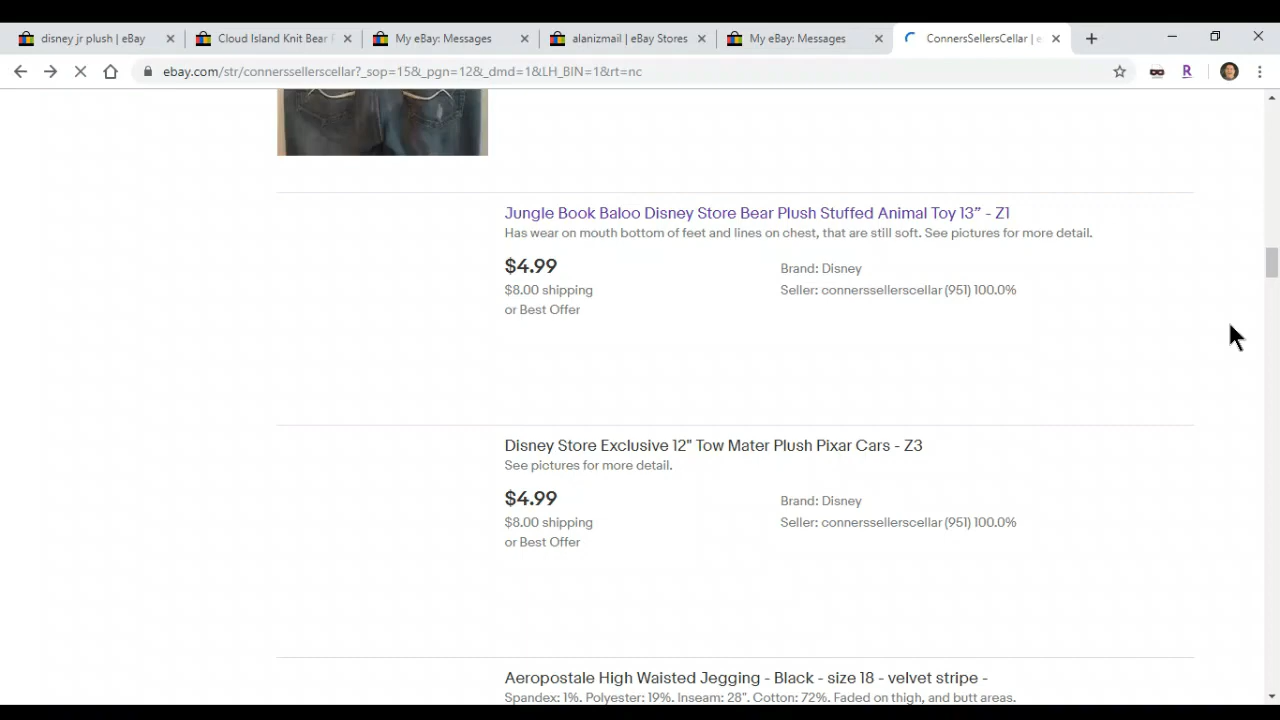 disney jr plush | eBay
Cloud Island Knit Bear
My eBay: Messages
alanizmail | eBay Stores
My eBay: Messages
ConnersSellersCellar | e
ebay.com/str/connerssellerscellar?_sop=15&_pgn=12&_dmd=1&LH_BIN=1&rt=nc
R
Jungle Book Baloo Disney Store Bear Plush Stuffed Animal Toy 13” - Z1
Has wear on mouth bottom of feet and lines on chest, that are still soft. See pictures for more detail.
$4.99
Brand: Disney
$8.00 shipping
Seller: connerssellerscellar (951) 100.0%
or Best Offer
Disney Store Exclusive 12" Tow Mater Plush Pixar Cars - Z3
See pictures for more detail.
$4.99
Brand: Disney
$8.00 shipping
Seller: connerssellerscellar (951) 100.0%
or Best Offer
Aeropostale High Waisted Jegging - Black - size 18 - velvet stripe -
Spandex: 1%. Polyester: 19%. Inseam: 28". Cotton: 72%. Faded on thigh, and butt areas.